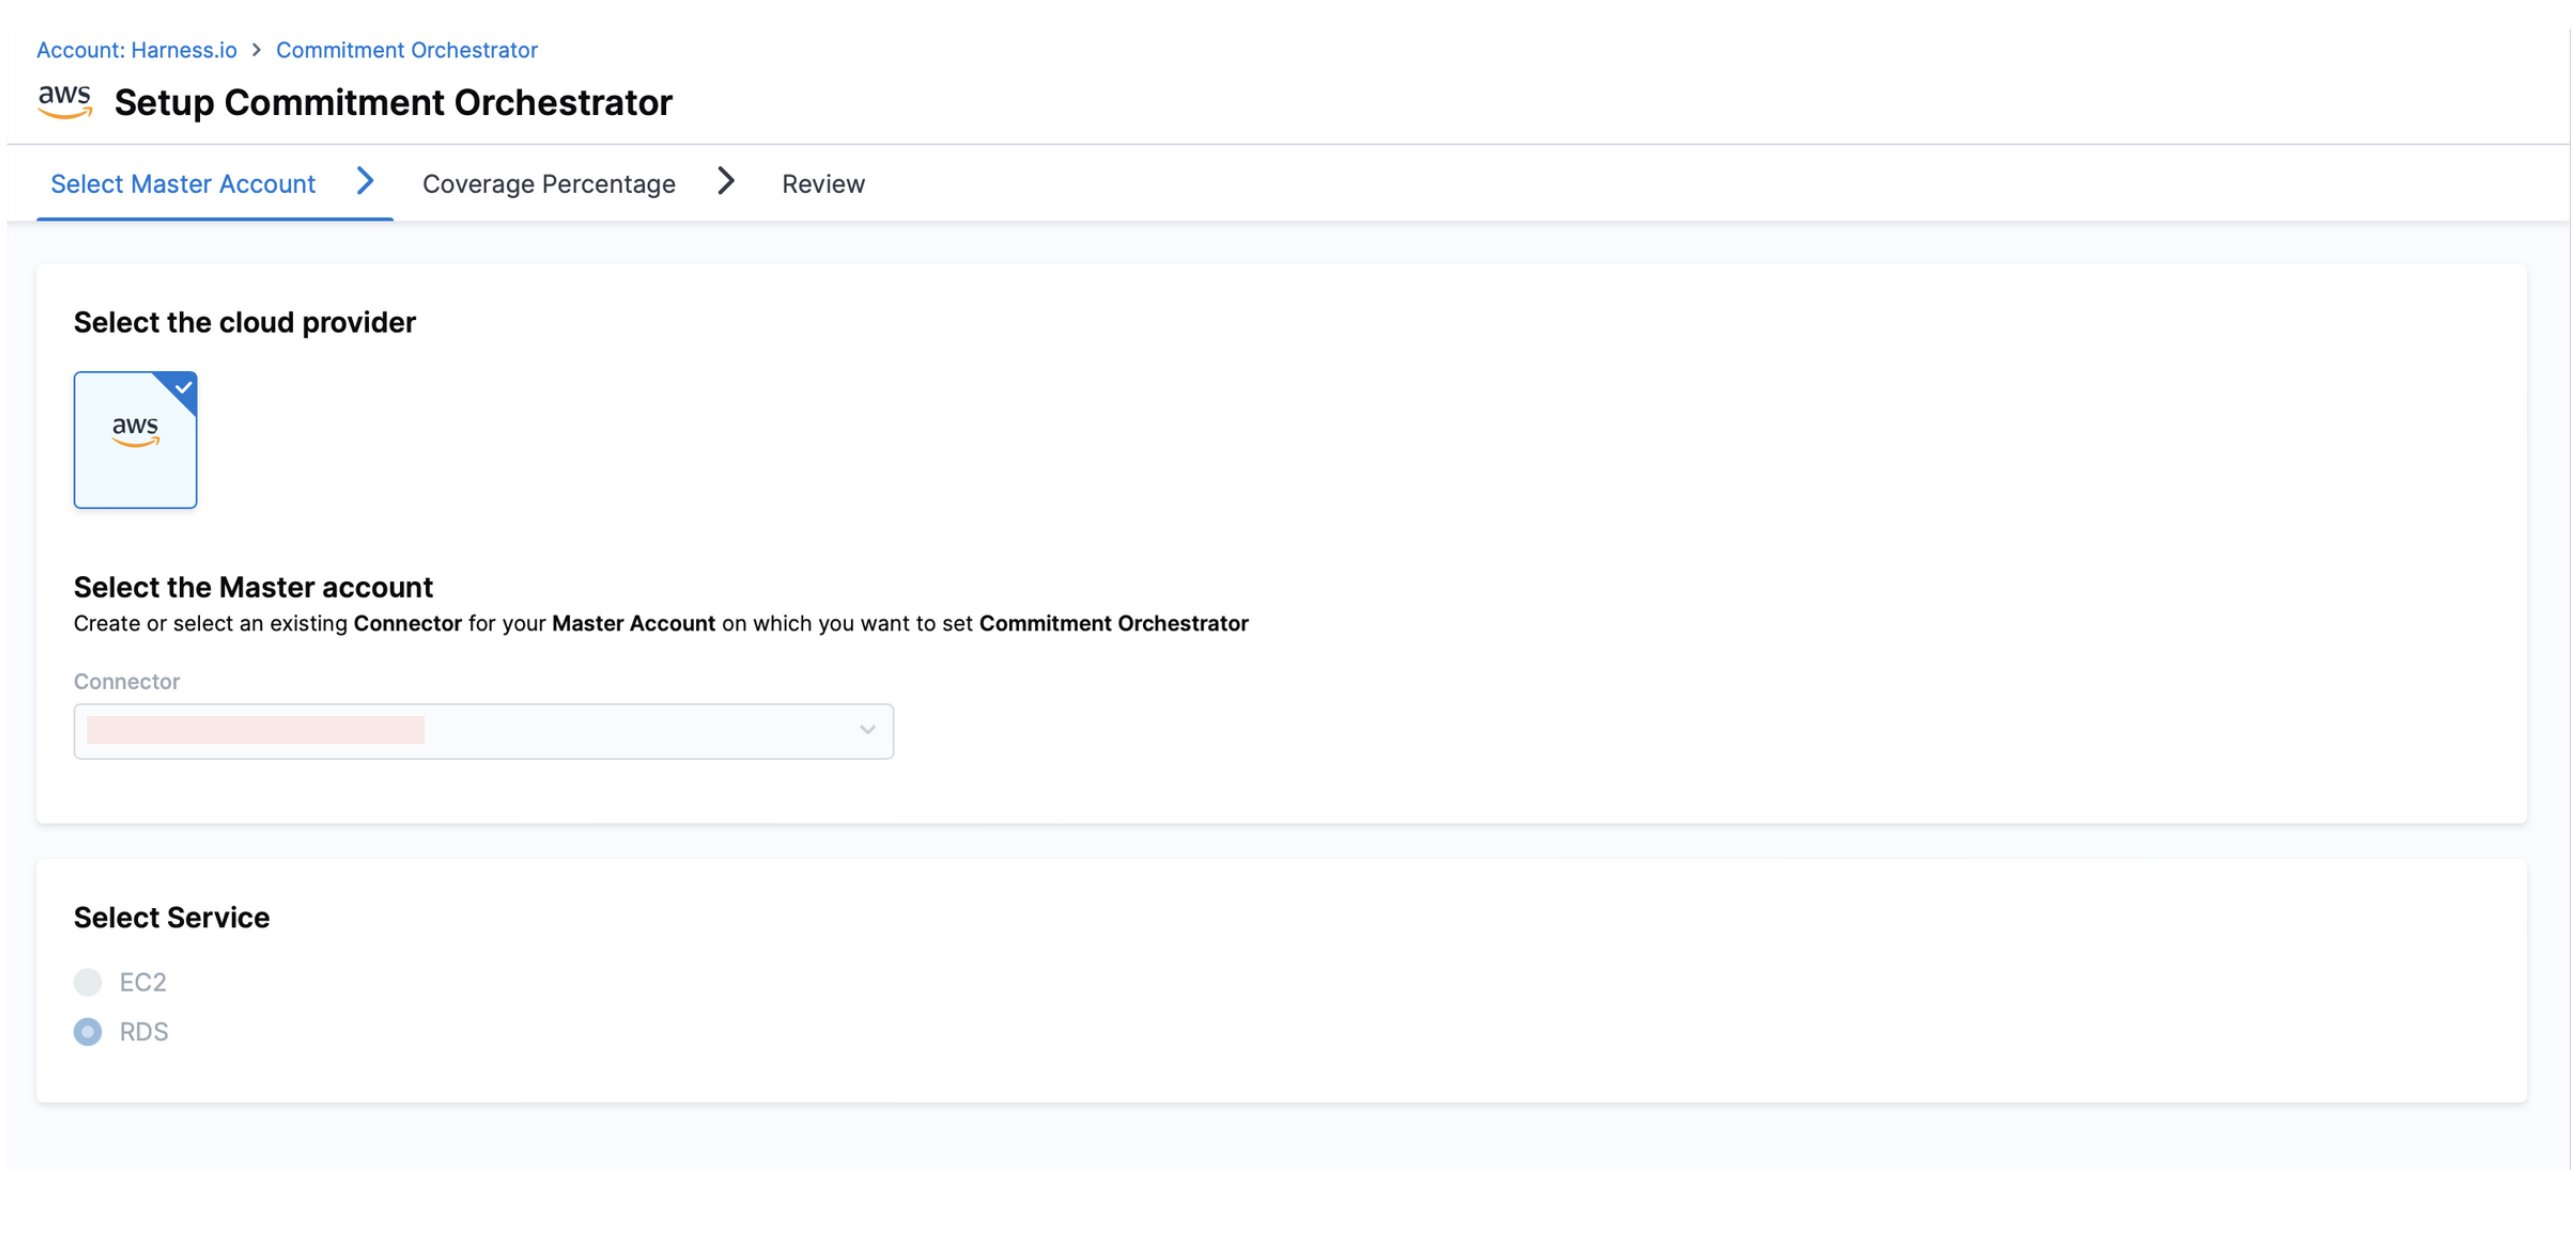 Account: Harness.io > Commitment Orchestrator
aws Setup Commitment Orchestrator
Select Master Account > Coverage Percentage > Review
Select the cloud provider
aws
Select the Master account
Create or select an existing Connector for your Master Account on which you want to set Commitment Orchestrator
Connector
Select Service
EC2
RDS